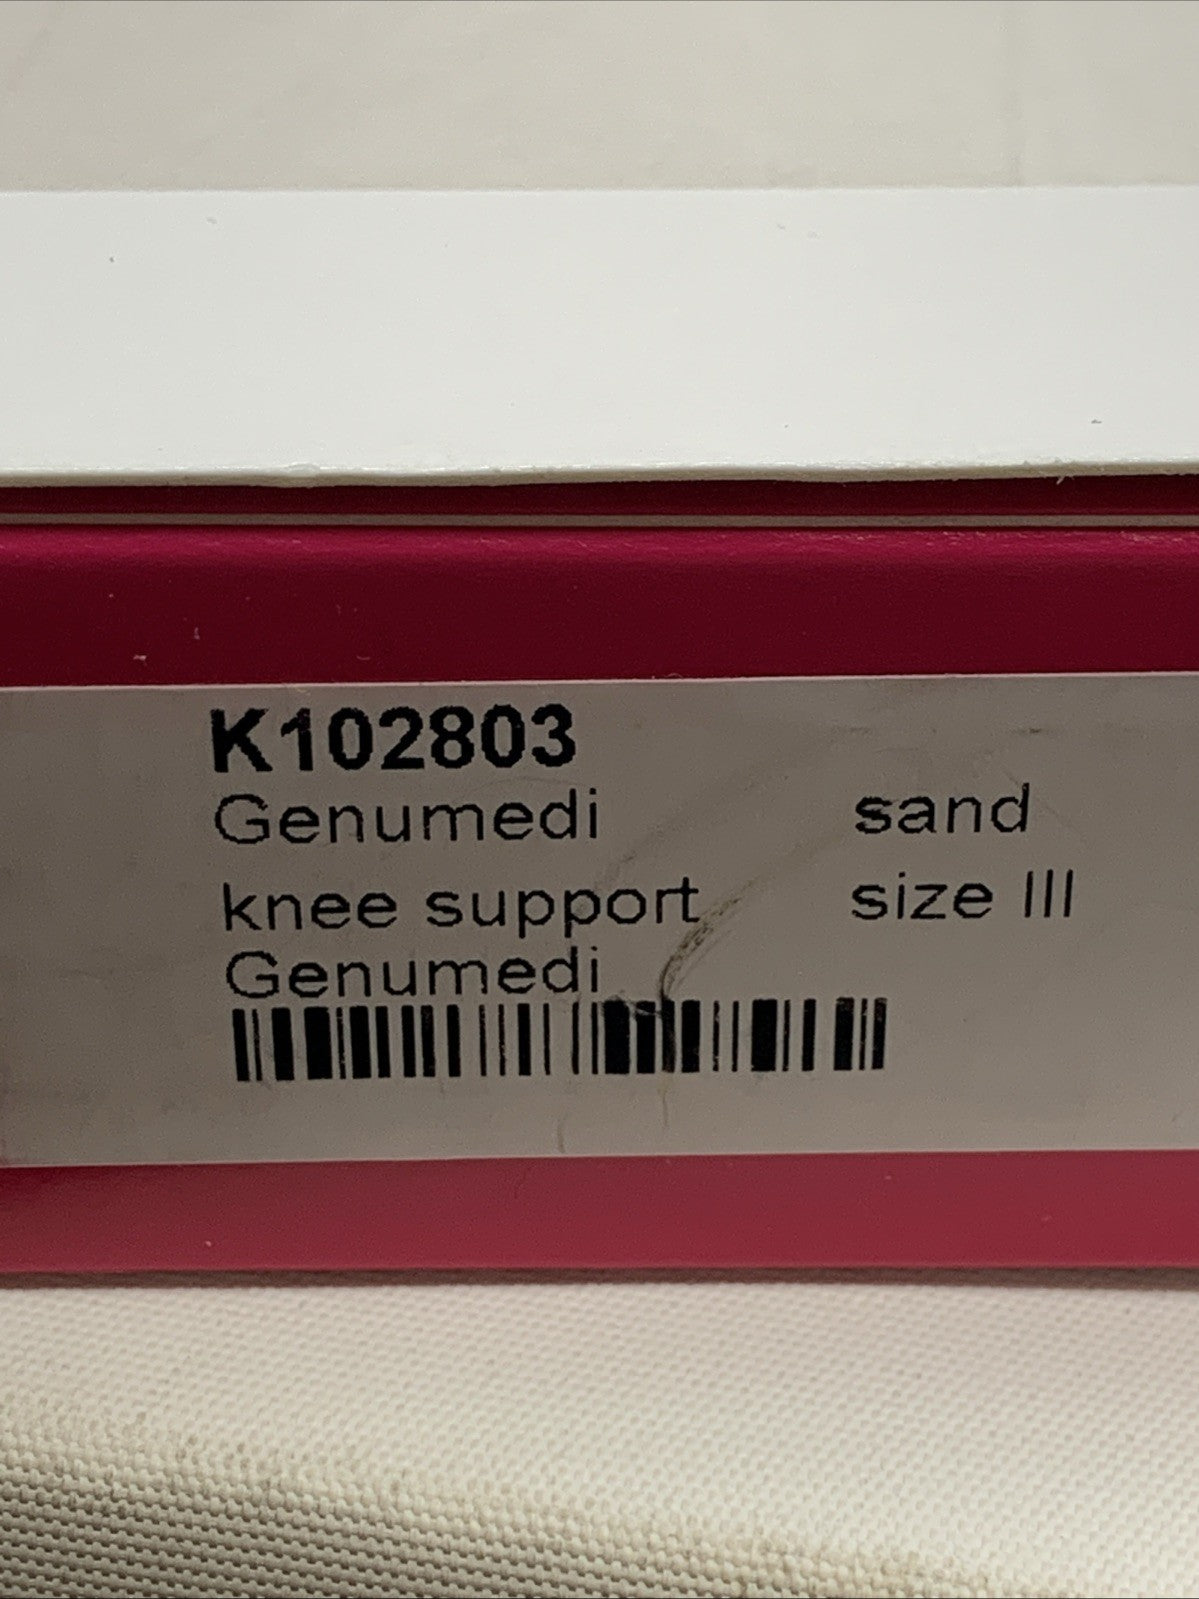 K102803
Genumedi sand
knee support size III
Genumedi